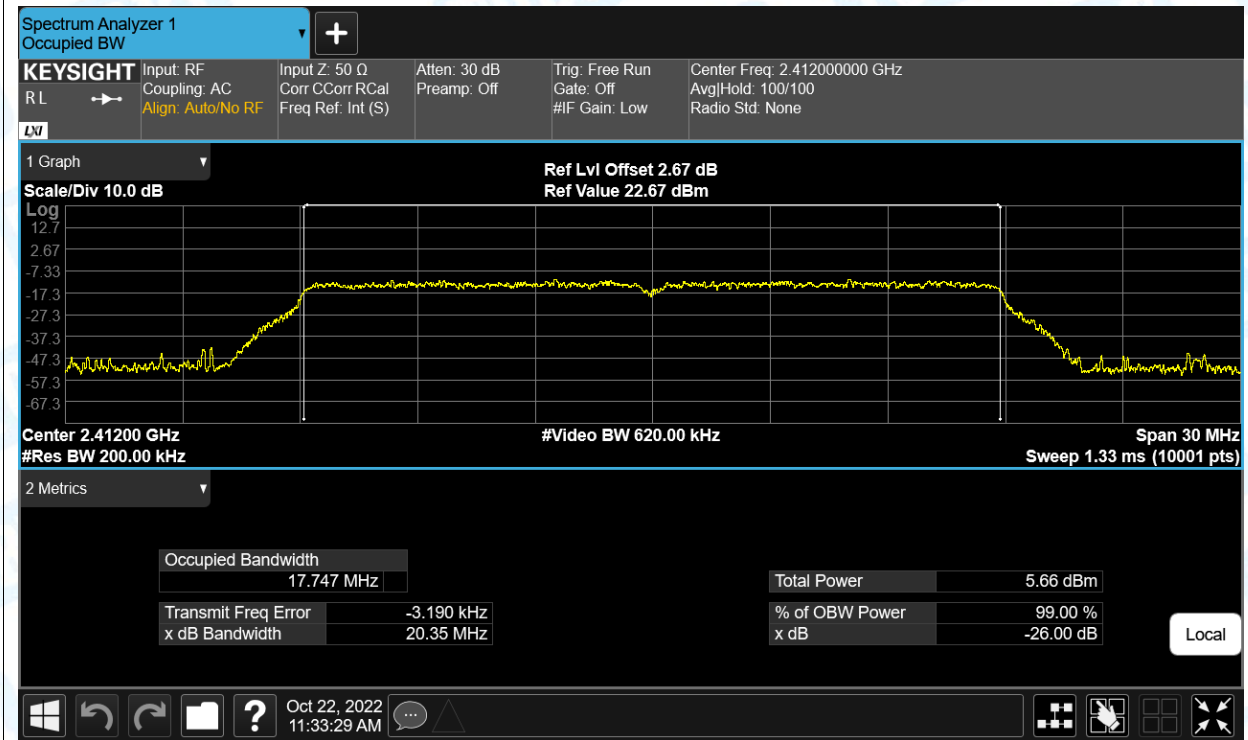 Spectrum Analyzer 1
Occupied BW
▼
+
KEYSIGHT
R L
LXI
Input: RF
Coupling: AC
Align: Auto/No RF
Input Z: 50 Ω
Corr CCorr RCal
Freq Ref: Int (S)
Atten: 30 dB
Preamp: Off
Trig: Free Run
Gate: Off
#IF Gain: Low
Center Freq: 2.412000000 GHz
Avg|Hold: 100/100
Radio Std: None
1 Graph ▼
Scale/Div 10.0 dB
Ref Lvl Offset 2.67 dB
Ref Value 22.67 dBm
Log
12.7
2.67
-7.33
-17.3
-27.3
-37.3
-47.3
-57.3
-67.3
Center 2.41200 GHz
#Res BW 200.00 kHz
#Video BW 620.00 kHz
Span 30 MHz
Sweep 1.33 ms (10001 pts)
2 Metrics ▼
Occupied Bandwidth
17.747 MHz
Transmit Freq Error -3.190 kHz
x dB Bandwidth 20.35 MHz
Total Power 5.66 dBm
% of OBW Power 99.00 %
x dB -26.00 dB
Local
?
Oct 22, 2022
11:33:29 AM